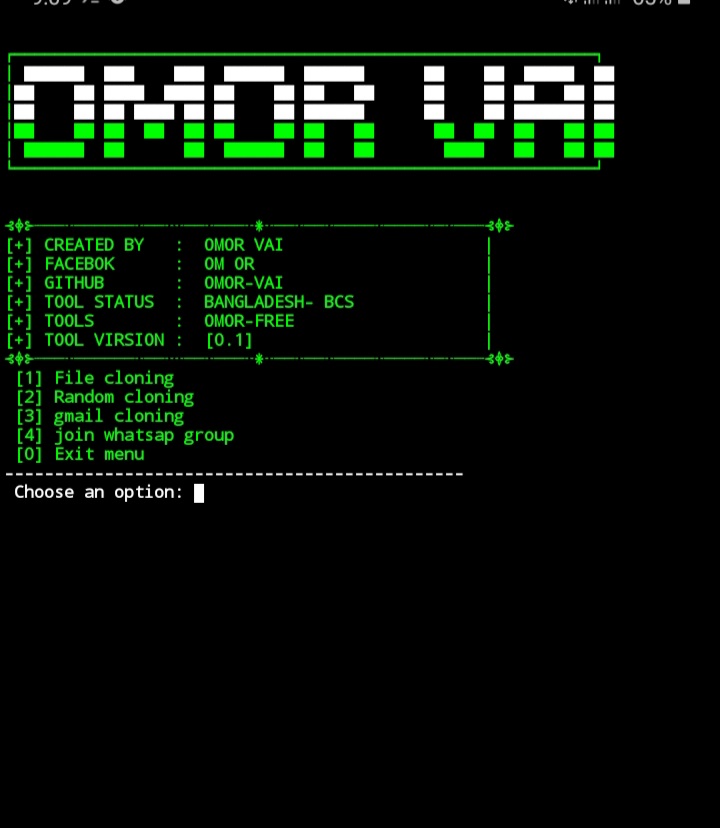 OMOR VAI
[+] CREATED BY : OMOR VAI
[+] FACEBOK : OM OR
[+] GITHUB : OMOR-VAI
[+] TOOL STATUS : BANGLADESH- BCS
[+] TOOLS : OMOR-FREE
[+] TOOL VIRSION : [0.1]
[1] File cloning
[2] Random cloning
[3] gmail cloning
[4] join whatsap group
[0] Exit menu
Choose an option: